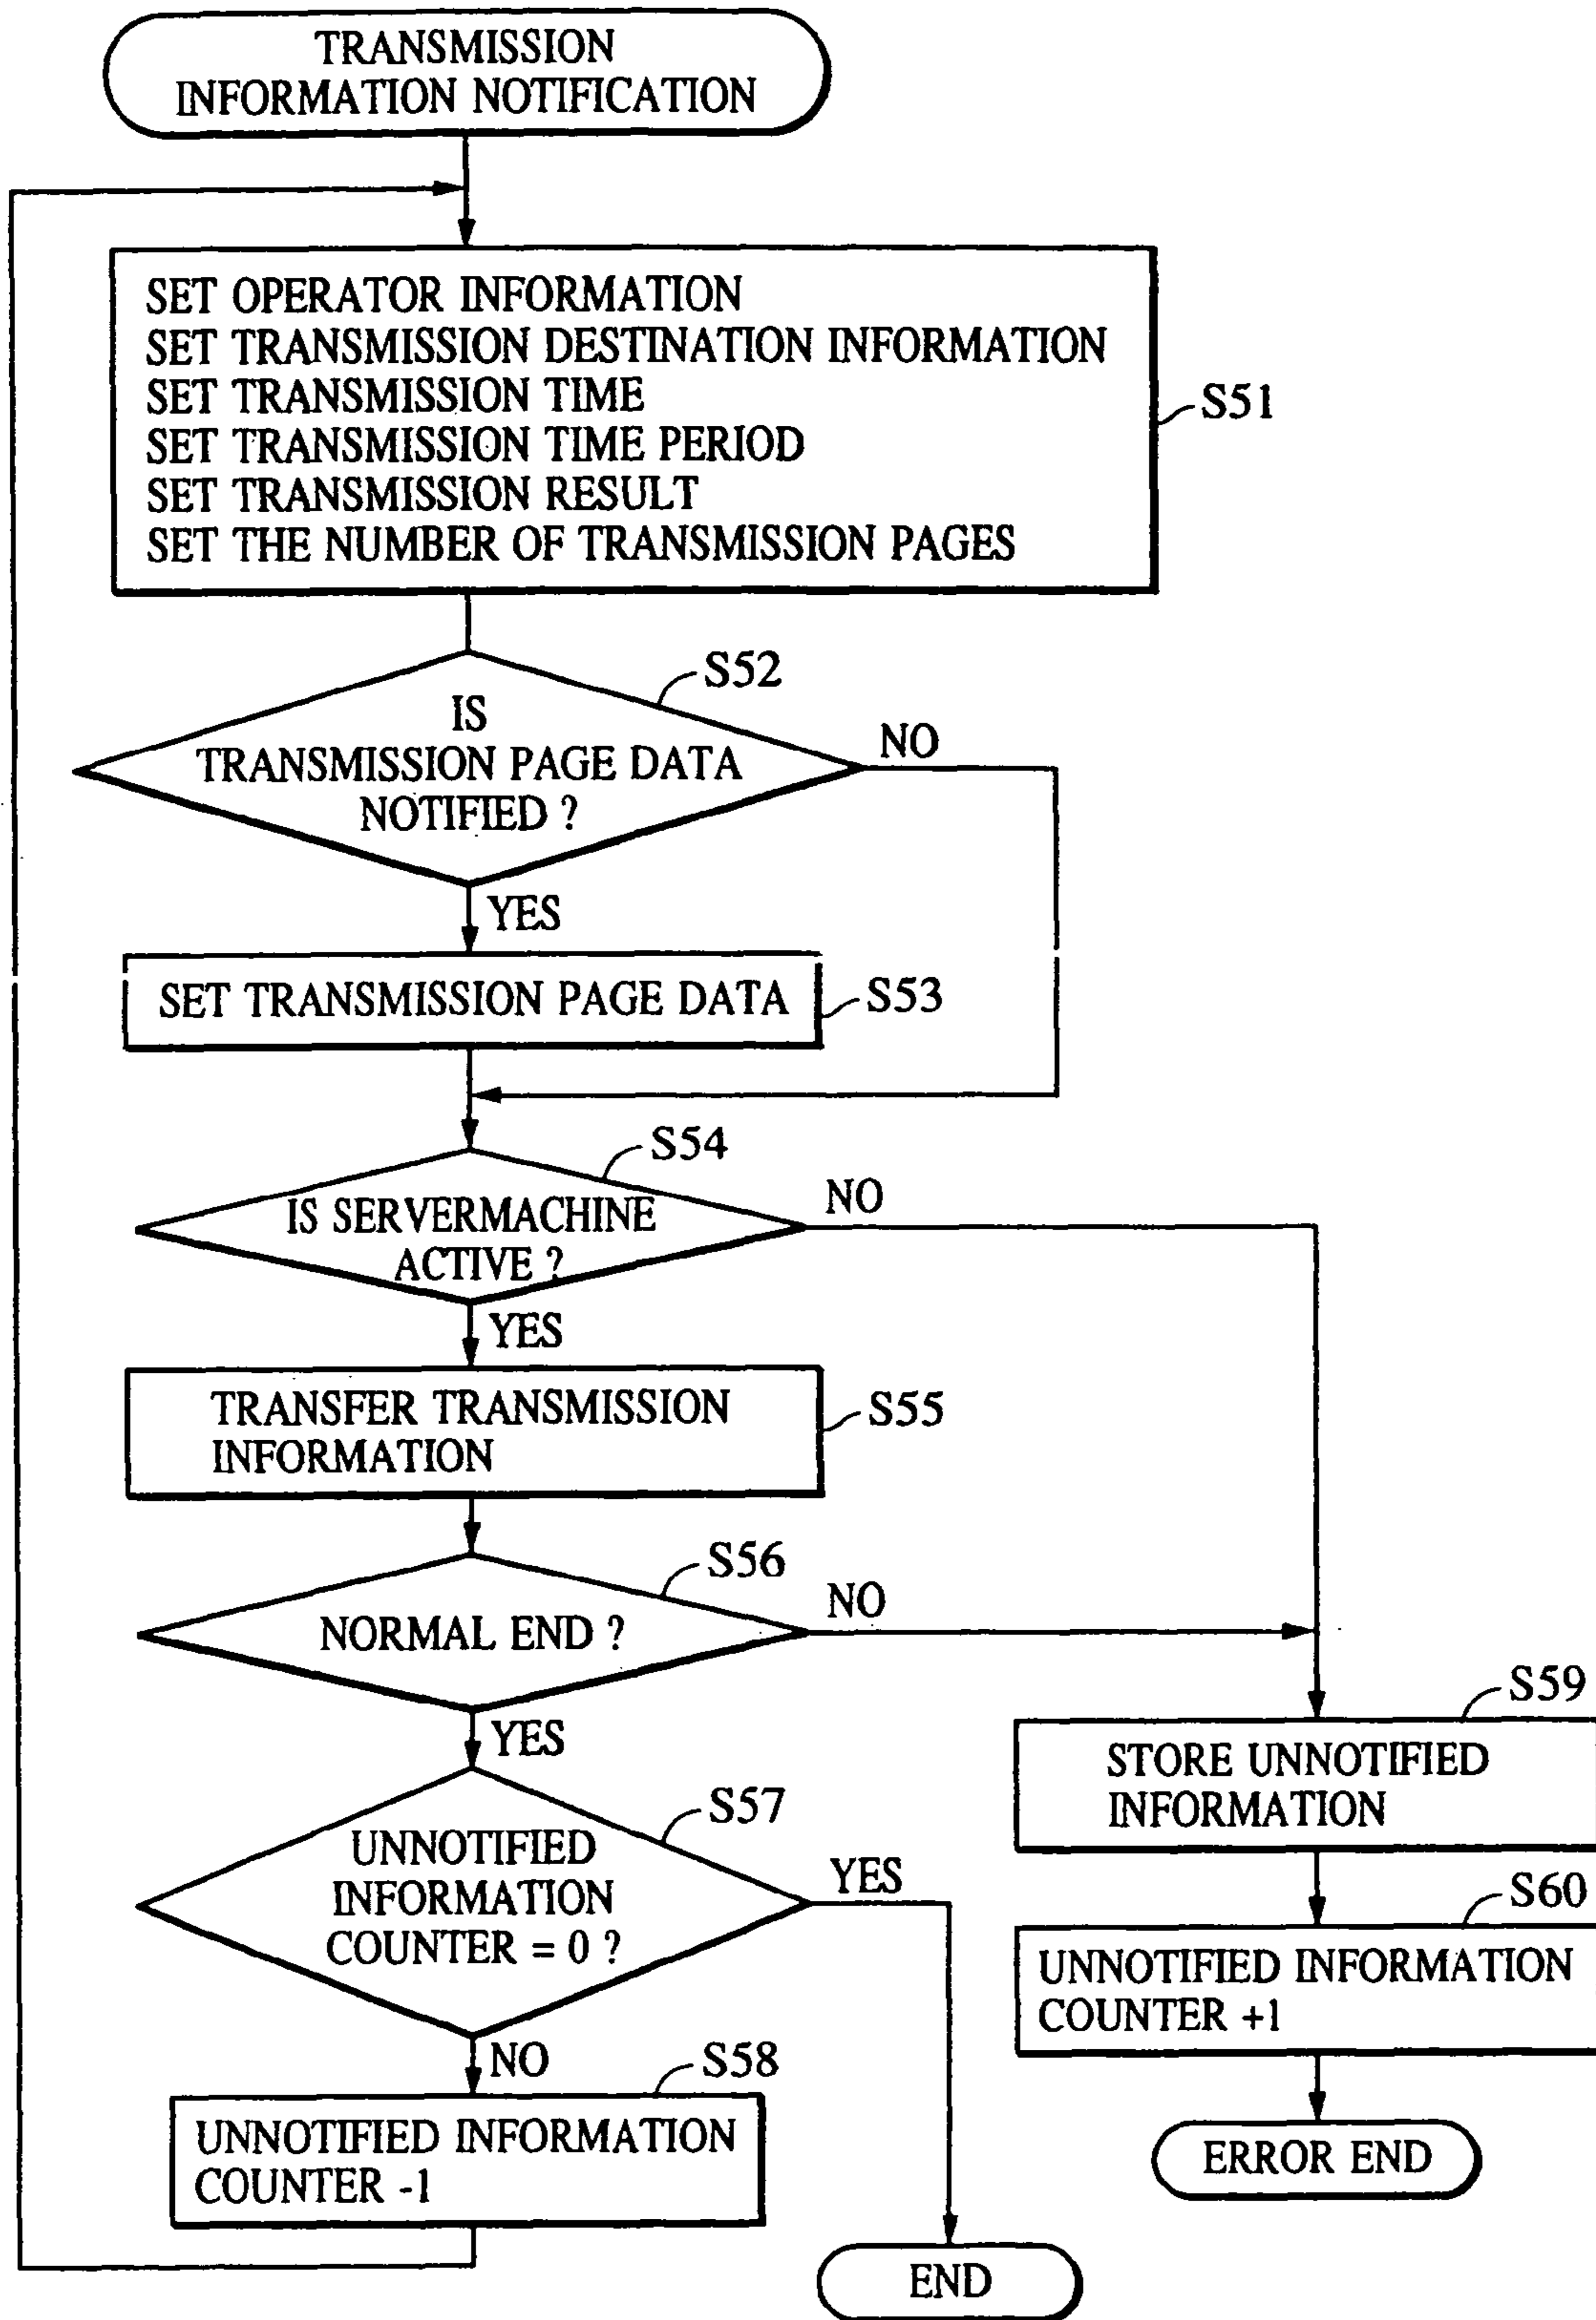 TRANSMISSION
INFORMATION NOTIFICATION
SET OPERATOR INFORMATION
SET TRANSMISSION DESTINATION INFORMATION
SET TRANSMISSION TIME
SET TRANSMISSION TIME PERIOD
SET TRANSMISSION RESULT
SET THE NUMBER OF TRANSMISSION PAGES
S51
S52
IS
TRANSMISSION PAGE DATA
NOTIFIED ?
NO
YES
SET TRANSMISSION PAGE DATA
S53
S54
IS SERVERMACHINE
ACTIVE ?
NO
YES
TRANSFER TRANSMISSION
INFORMATION
S55
S56
NORMAL END ?
NO
YES
S57
UNNOTIFIED
INFORMATION
COUNTER = 0 ?
YES
NO
S58
UNNOTIFIED INFORMATION
COUNTER -1
END
S59
STORE UNNOTIFIED
INFORMATION
S60
UNNOTIFIED INFORMATION
COUNTER +1
ERROR END